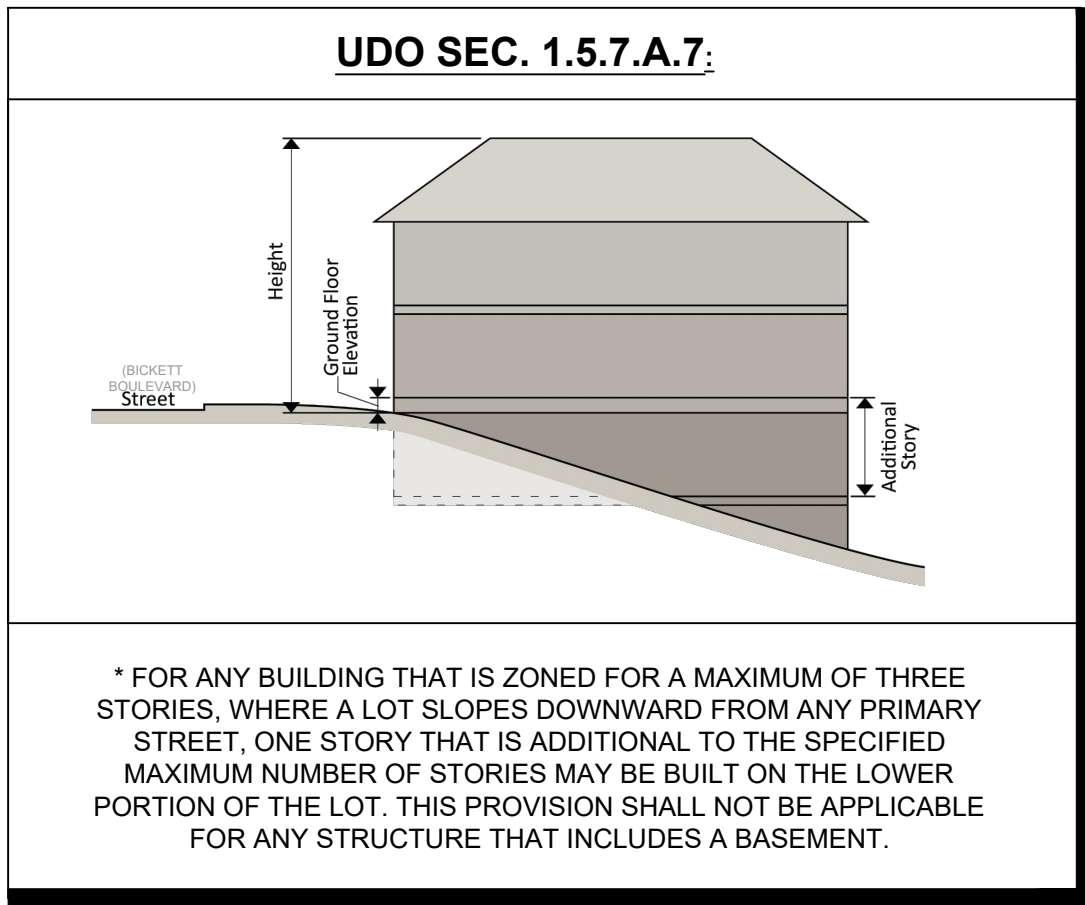 UDO SEC. 1.5.7.A.7:
Height
Ground Floor
Elevation
(BICKETT
BOULEVARD)
Street
Additional
Story
* FOR ANY BUILDING THAT IS ZONED FOR A MAXIMUM OF THREE
STORIES, WHERE A LOT SLOPES DOWNWARD FROM ANY PRIMARY
STREET, ONE STORY THAT IS ADDITIONAL TO THE SPECIFIED
MAXIMUM NUMBER OF STORIES MAY BE BUILT ON THE LOWER
PORTION OF THE LOT. THIS PROVISION SHALL NOT BE APPLICABLE
FOR ANY STRUCTURE THAT INCLUDES A BASEMENT.